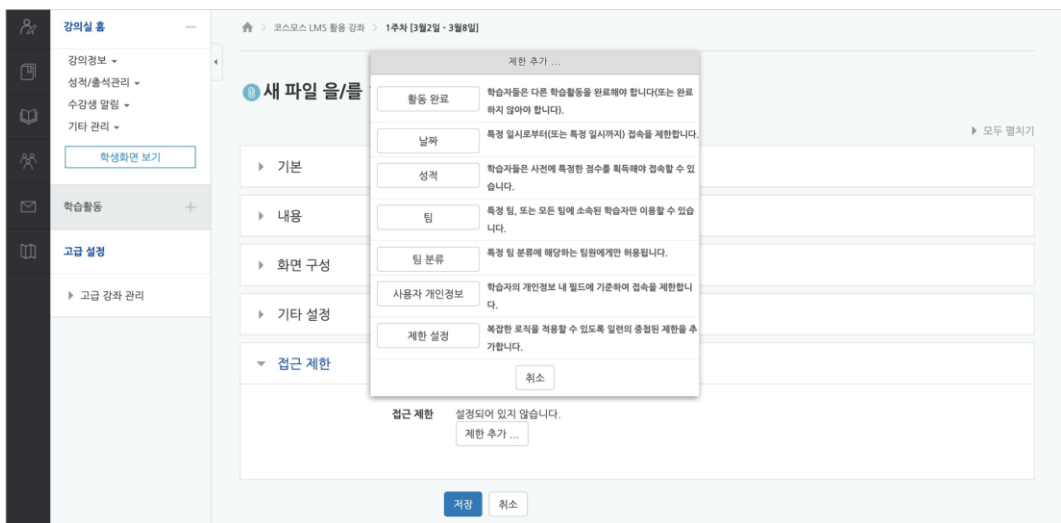 강의실 홈
코스모스 LMS 활용 강좌 > 1주차 [3월2일 - 3월8일]
강의정보
성적/출석관리
수강생 알림
기타 관리
학생화면 보기
학습활동
고급 설정
고급 강좌 관리
새 파일 을/를
모두 펼치기
기본
내용
화면 구성
기타 설정
접근 제한
제한 추가 ...
활동 완료
학습자들은 다른 학습활동을 완료해야 합니다(또는 완료
하지 않아야 합니다).
날짜
특정 일시로부터(또는 특정 일시까지) 접속을 제한합니다.
성적
학습자들은 사전에 특정한 점수를 획득해야 접속할 수 있
습니다.
팀
특정 팀, 또는 모든 팀에 소속된 학습자만 이용할 수 있습
니다.
팀 분류
특정 팀 분류에 해당하는 팀원에게만 허용됩니다.
사용자 개인정보
학습자의 개인정보 내 필드에 기준하여 접속을 제한합니
다.
제한 설정
복잡한 로직을 적용할 수 있도록 일련의 중첩된 제한을 추
가합니다.
취소
접근 제한 설정되어 있지 않습니다.
제한 추가 ...
저장 취소